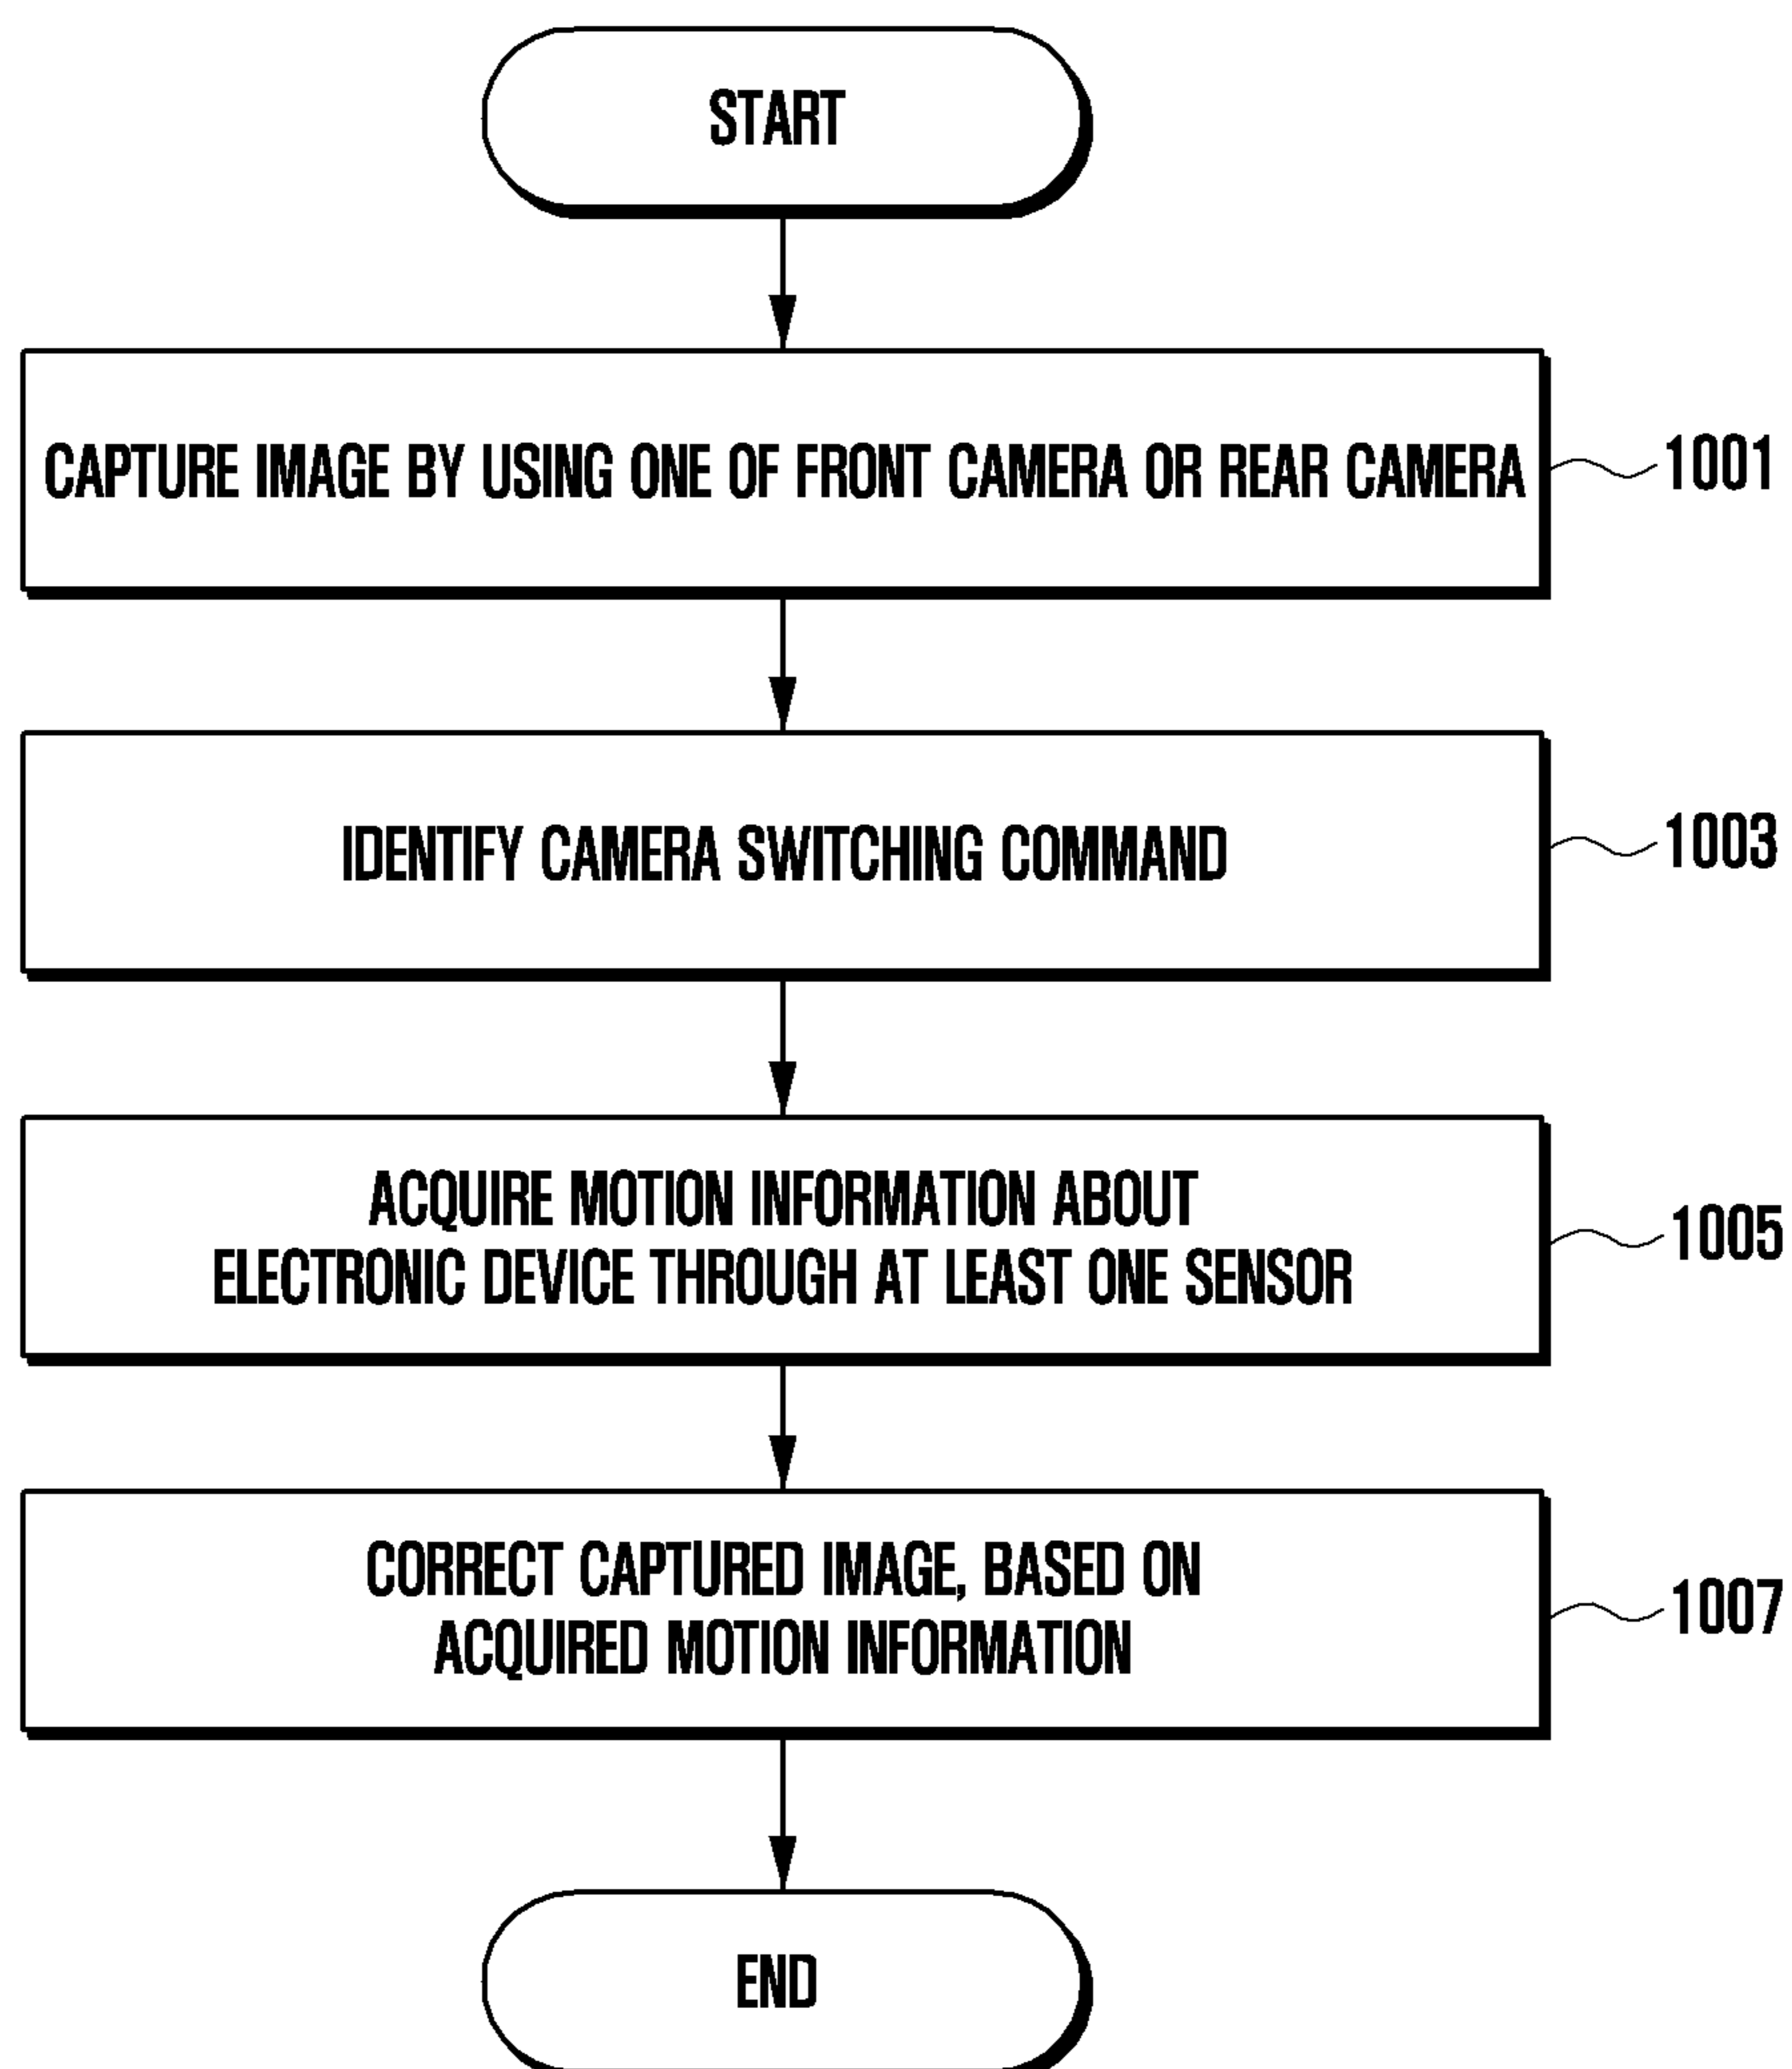 START
CAPTURE IMAGE BY USING ONE OF FRONT CAMERA OR REAR CAMERA
1001
IDENTIFY CAMERA SWITCHING COMMAND
1003
ACQUIRE MOTION INFORMATION ABOUT
ELECTRONIC DEVICE THROUGH AT LEAST ONE SENSOR
1005
CORRECT CAPTURED IMAGE, BASED ON
ACQUIRED MOTION INFORMATION
1007
END